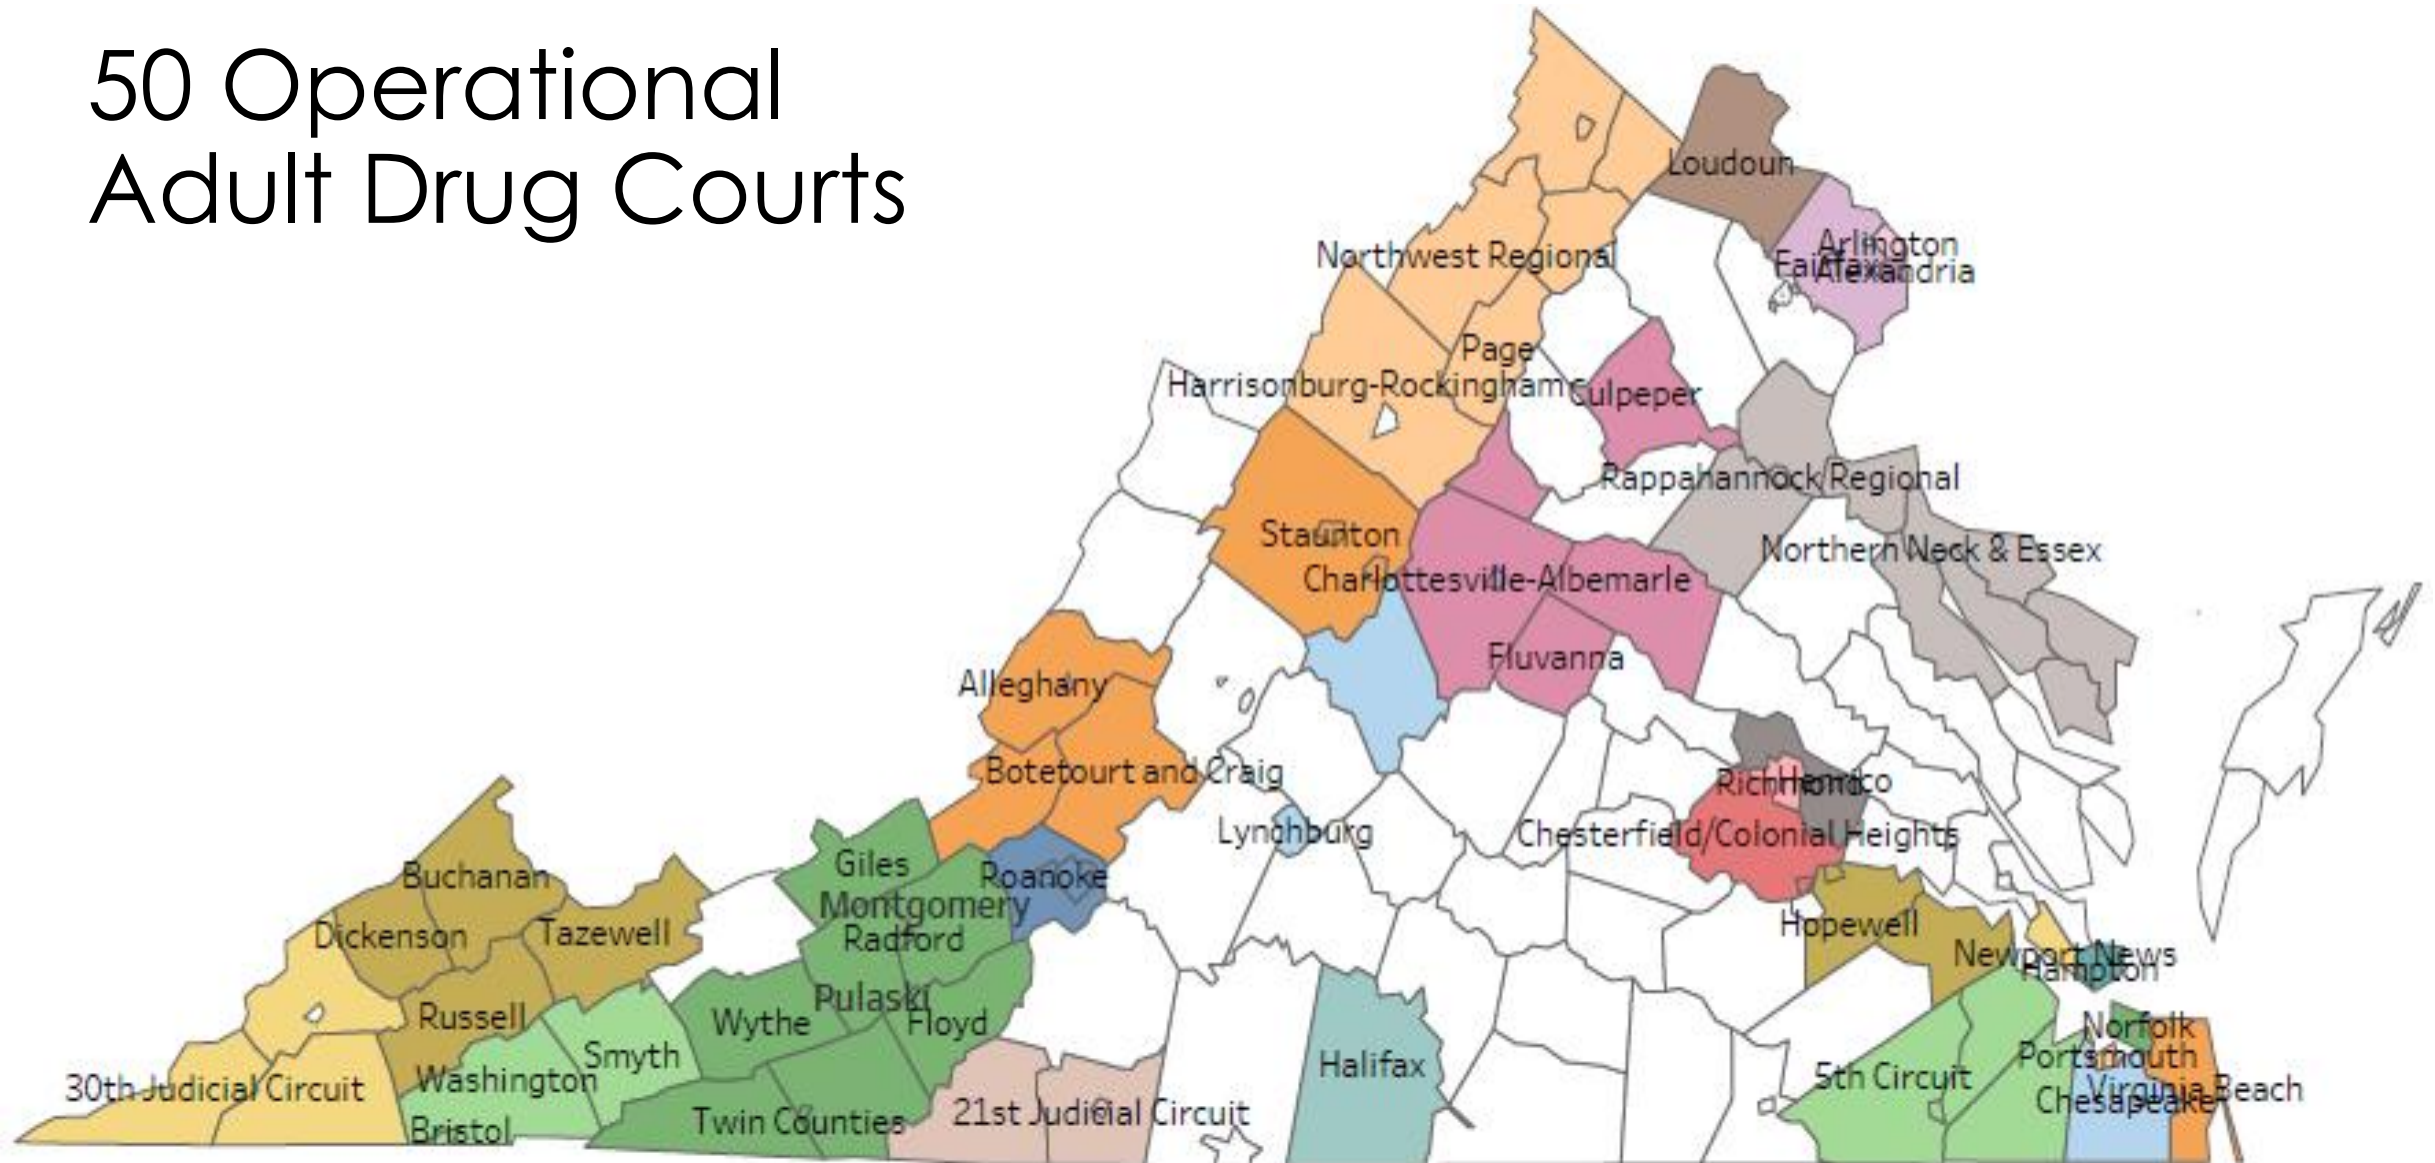 50 Operational
Adult Drug Courts
Loudoun
Arlington
Fairfax
Alexandria
Northwest Regional
Page
Harrisonburg-Rockingham
Culpeper
Rappahannock Regional
Staunton
Northern Neck & Essex
Charlottesville-Albemarle
Fluvanna
Alleghany
Botetourt and Craig
Richmond
Henrico
Lynchburg
Chesterfield/Colonial Heights
Giles
Roanoke
Buchanan
Montgomery
Radford
Dickenson
Tazewell
Hopewell
Newport News
Hampton
Pulaski
Russell
Wythe
Floyd
Norfolk
Smyth
Portsmouth
Halifax
5th Circuit
30th Judicial Circuit
Washington
Virginia Beach
Chesapeake
21st Judicial Circuit
Twin Counties
Bristol